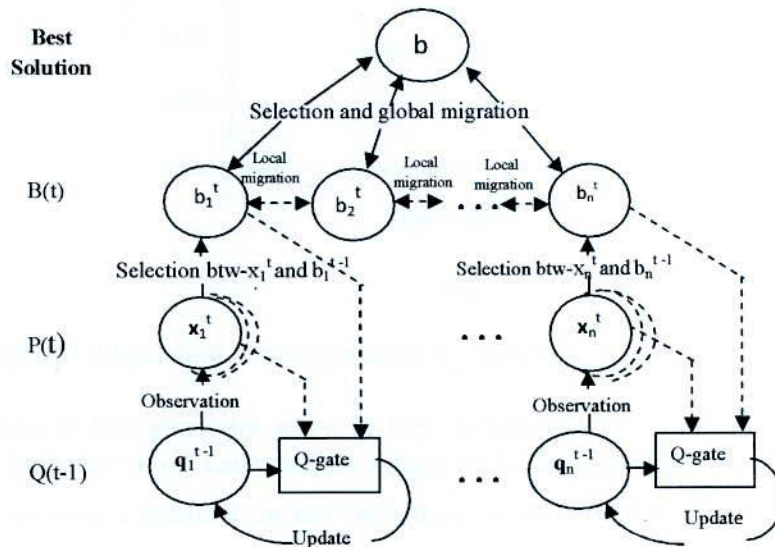 Best
Solution
b
Selection and global migration
B(t)
b₁ᵗ
Local
migration
b₂ᵗ
Local
migration
. . .
Local
migration
bₙᵗ
Selection btw-x₁ᵗ and b₁ᵗ⁻¹
Selection btw-xₙᵗ and bₙᵗ⁻¹
P(t)
x₁ᵗ
. . .
xₙᵗ
Observation
Observation
Q(t-1)
q₁ᵗ⁻¹
Q-gate
. . .
qₙᵗ⁻¹
Q-gate
Update
Update